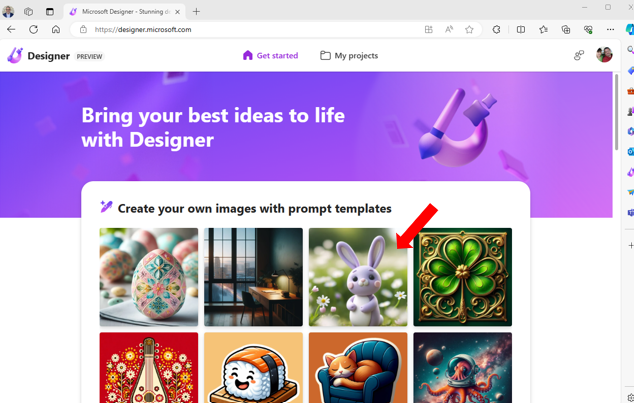 Microsoft Designer - Stunning d
https://designer.microsoft.com
Designer PREVIEW
Get started
My projects
Bring your best ideas to life
with Designer
Create your own images with prompt templates